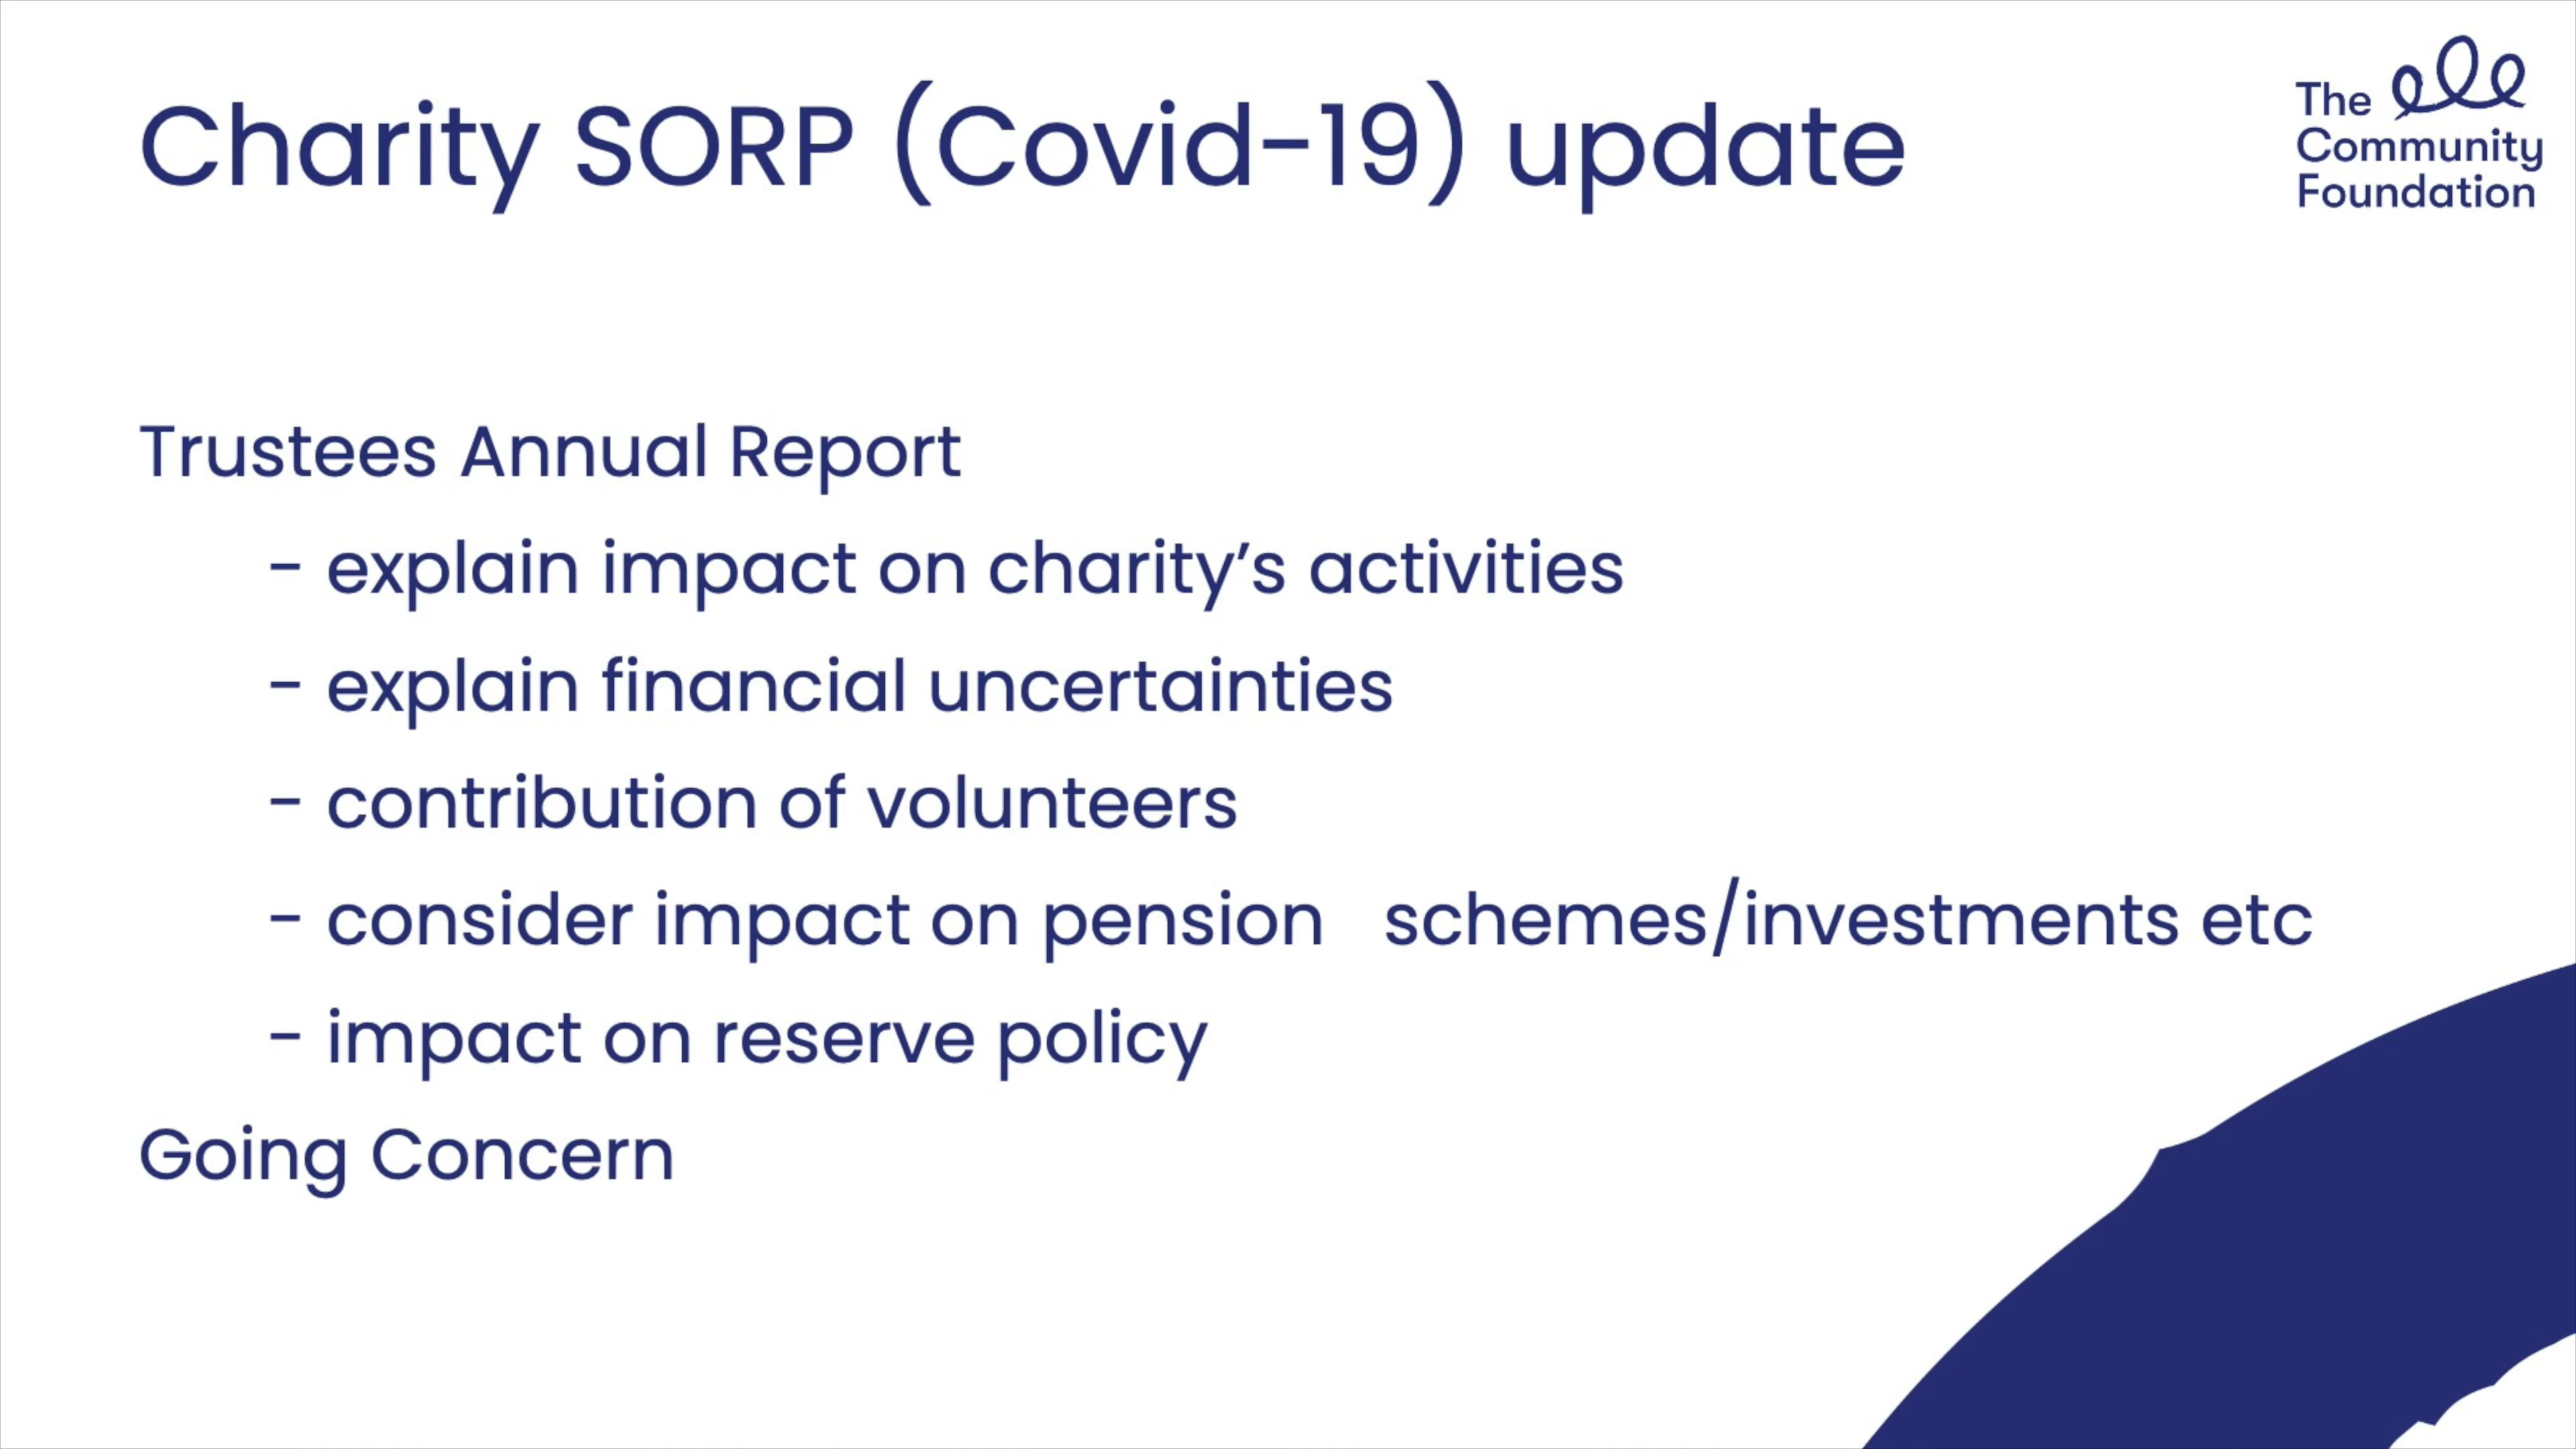 Charity SORP (Covid-19) update
The
Community
Foundation
Trustees Annual Report
- explain impact on charity’s activities
- explain financial uncertainties
- contribution of volunteers
- consider impact on pension   schemes/investments etc
- impact on reserve policy
Going Concern